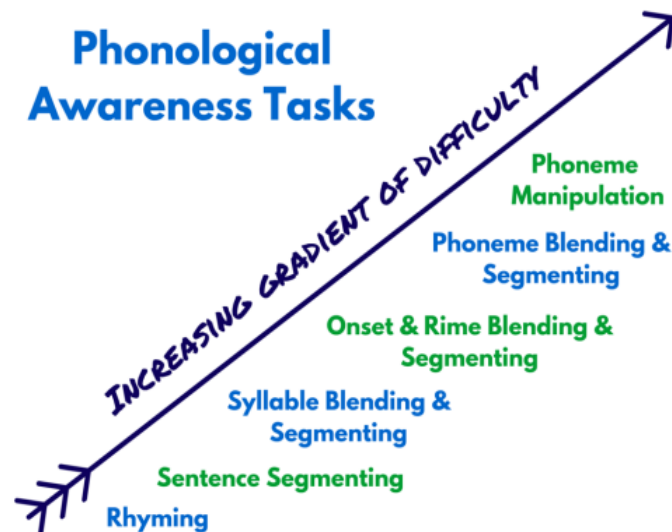 Phonological
Awareness Tasks
INCREASING GRADIENT OF DIFFICULTY
Phoneme
Manipulation
Phoneme Blending &
Segmenting
Onset & Rime Blending &
Segmenting
Syllable Blending &
Segmenting
Sentence Segmenting
Rhyming